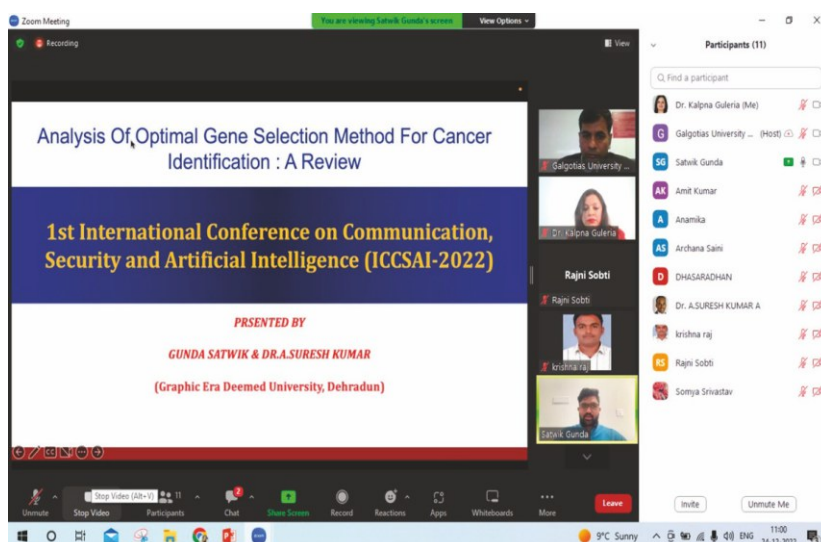 Zoom Meeting
You are viewing Satwik Gunda's screen
View Options
Recording
View
Participants (11)
Find a participant
Dr. Kalpna Guleria (Me)
Galgotias University ... (Host)
SG Satwik Gunda
AK Amit Kumar
A Anamika
AS Archana Saini
D DHASARADHAN
Dr. A.SURESH KUMAR A
krishna raj
RS Rajni Sobti
Somya Srivastav
Analysis Of Optimal Gene Selection Method For Cancer
Identification : A Review
1st International Conference on Communication,
Security and Artificial Intelligence (ICCSAI-2022)
PRSENTED BY
GUNDA SATWIK & DR.A.SURESH KUMAR
(Graphic Era Deemed University, Dehradun)
Galgotias University ...
Dr. Kalpna Guleria
Rajni Sobti
Rajni Sobti
krishna raj
Satwik Gunda
Stop Video (Alt+V)
11
2
Unmute
Stop Video
Participants
Chat
Share Screen
Record
Reactions
Apps
Whiteboards
More
Leave
Invite
Unmute Me
9°C Sunny
ENG
11:00